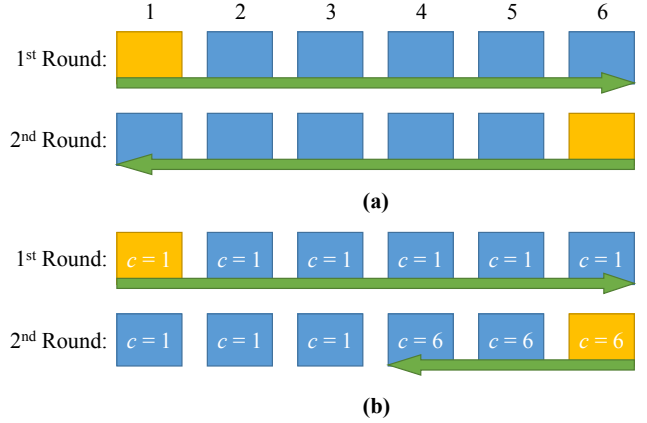 1 2 3 4 5 6
1st Round:
2nd Round:
(a)
1st Round: c = 1 c = 1 c = 1 c = 1 c = 1 c = 1
2nd Round: c = 1 c = 1 c = 1 c = 6 c = 6 c = 6
(b)